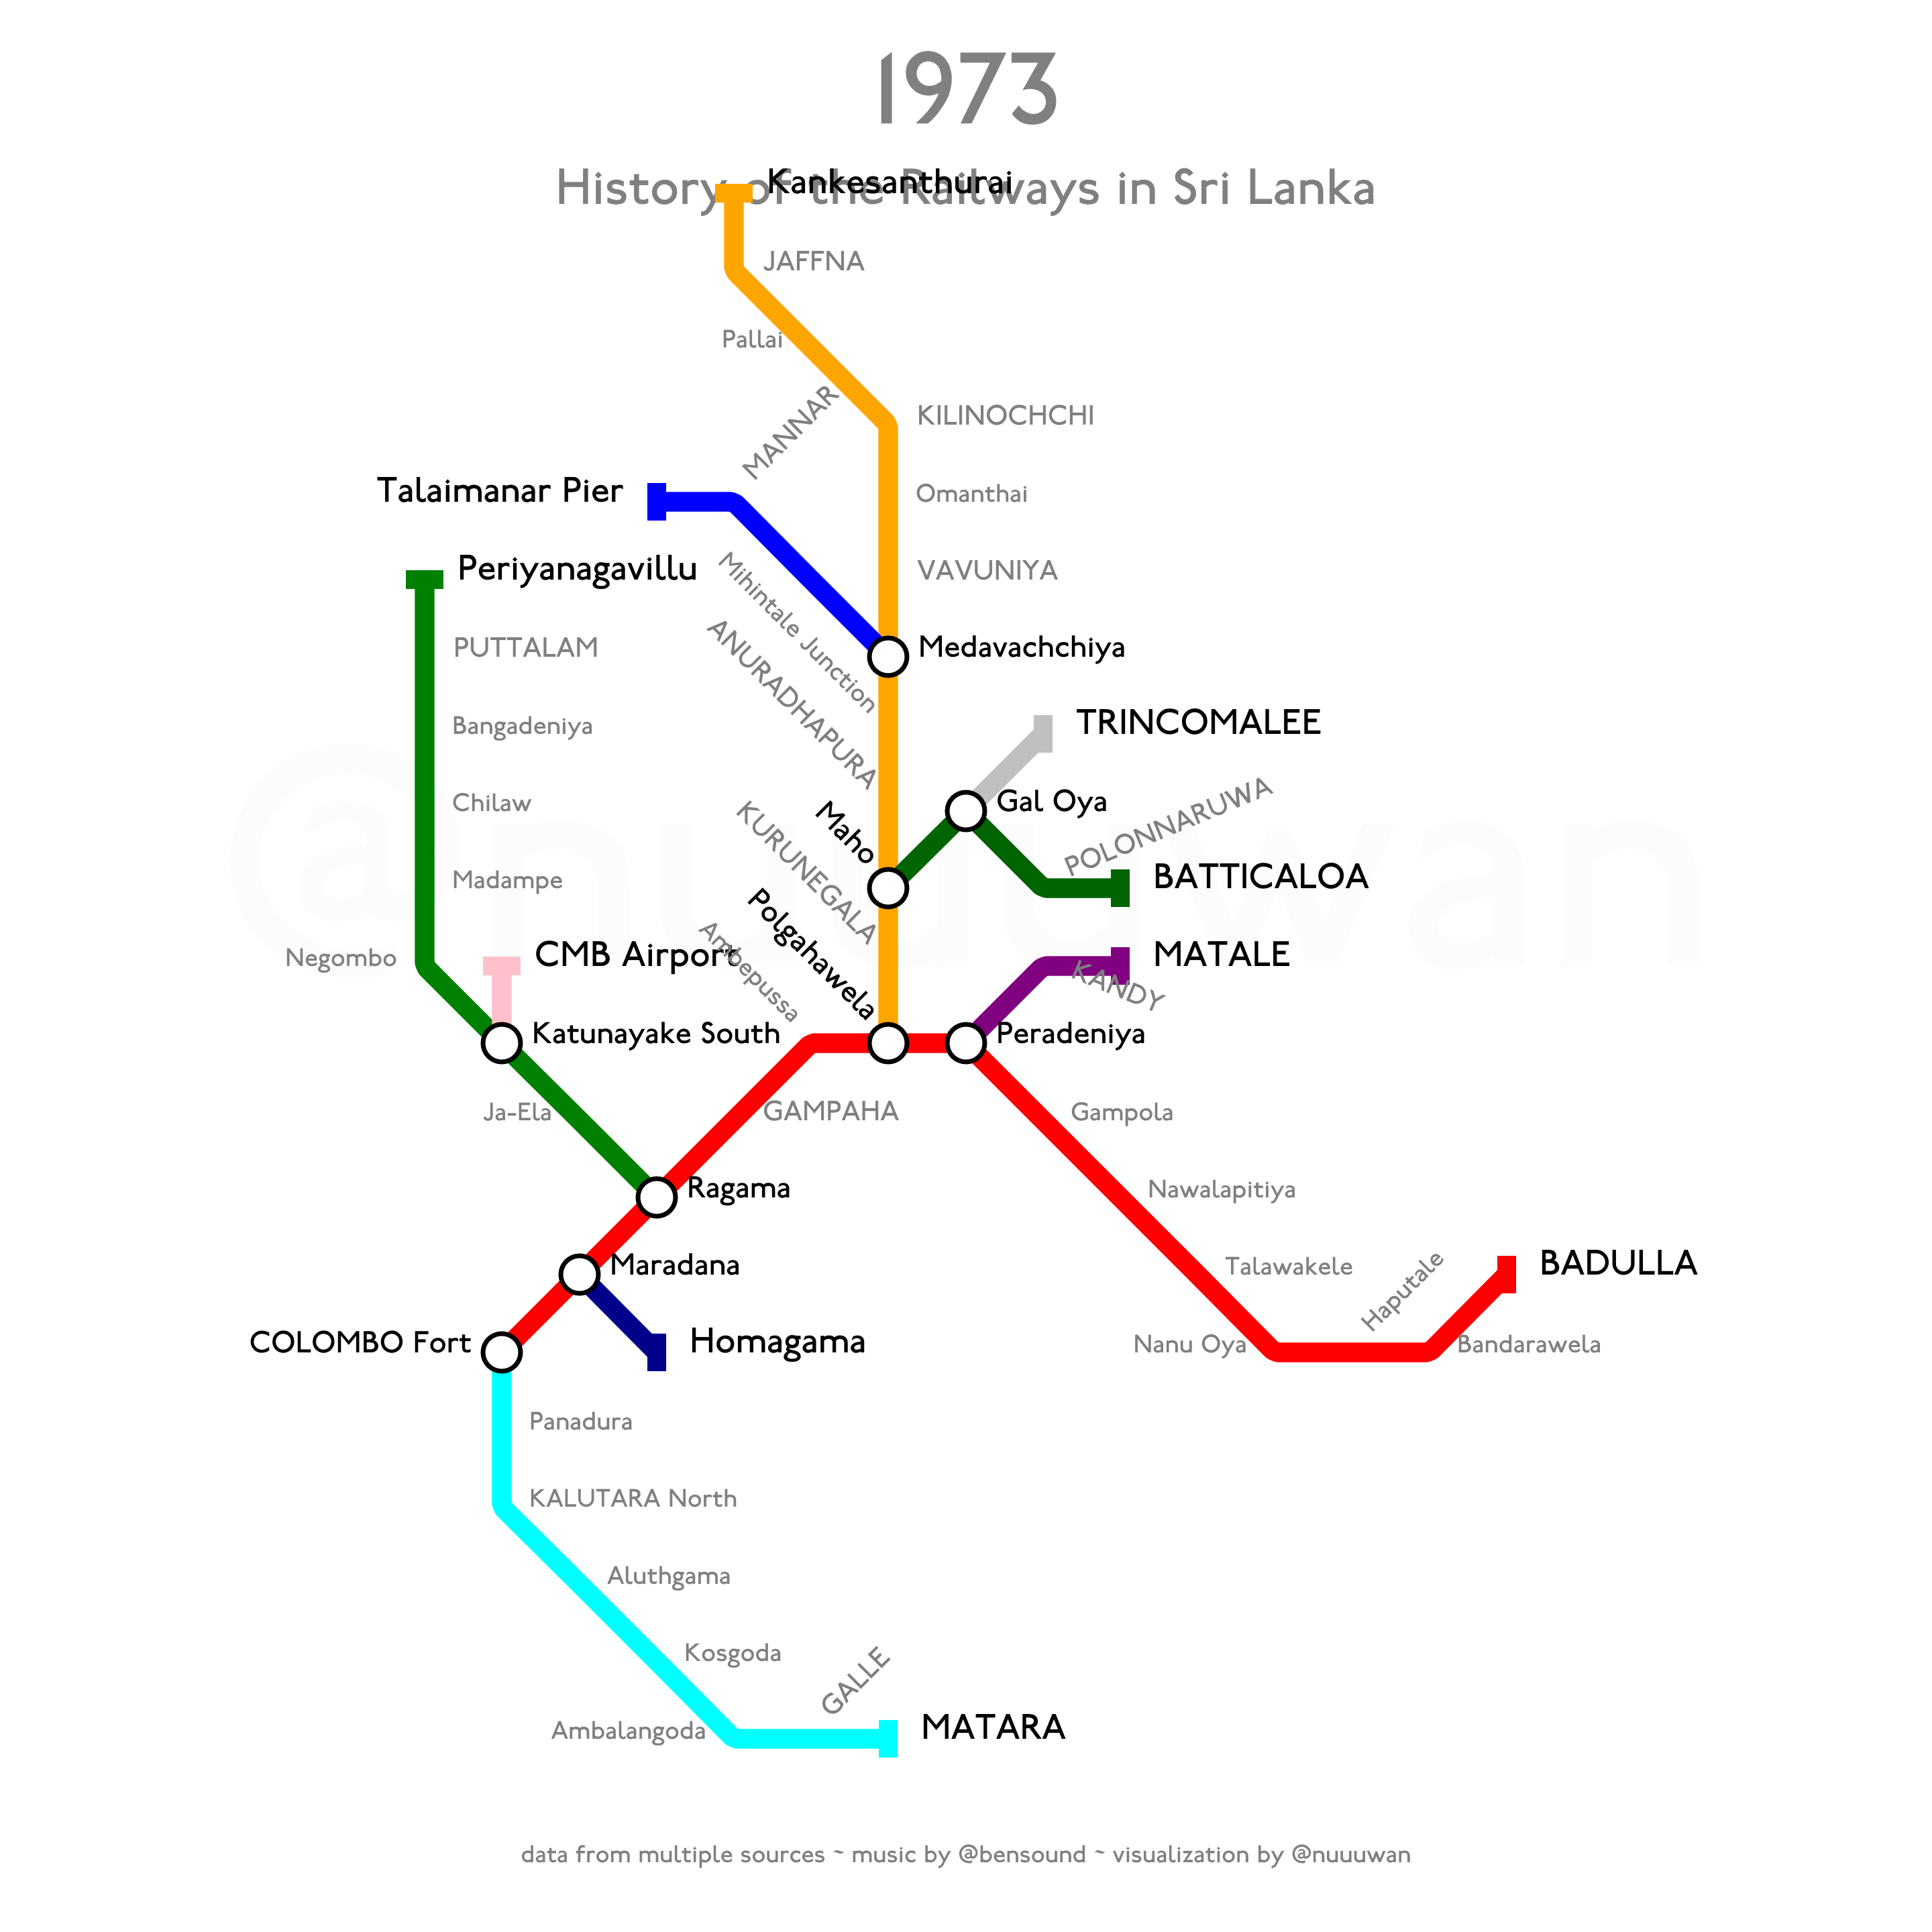 1973
History of the Railways in Sri Lanka
Kankesanthurai
JAFFNA
Pallai
MANNAR
KILINOCHCHI
Talaimanar Pier
Omanthai
Periyanagavillu
Mihintale Junction
VAVUNIYA
PUTTALAM
ANURADHAPURA
Medavachchiya
Bangadeniya
TRINCOMALEE
Chilaw
Maho
Gal Oya
POLONNARUWA
KURUNEGALA
Madampe
BATTICALOA
Polgahawela
Negombo
CMB Airport
Ambepussa
MATALE
KANDY
Katunayake South
Peradeniya
Ja-Ela
GAMPAHA
Gampola
Ragama
Nawalapitiya
Maradana
Talawakele
Haputale
BADULLA
COLOMBO Fort
Homagama
Nanu Oya
Bandarawela
Panadura
KALUTARA North
Aluthgama
Kosgoda
GALLE
Ambalangoda
MATARA
@nuuuwan
data from multiple sources ~ music by @bensound ~ visualization by @nuuuwan